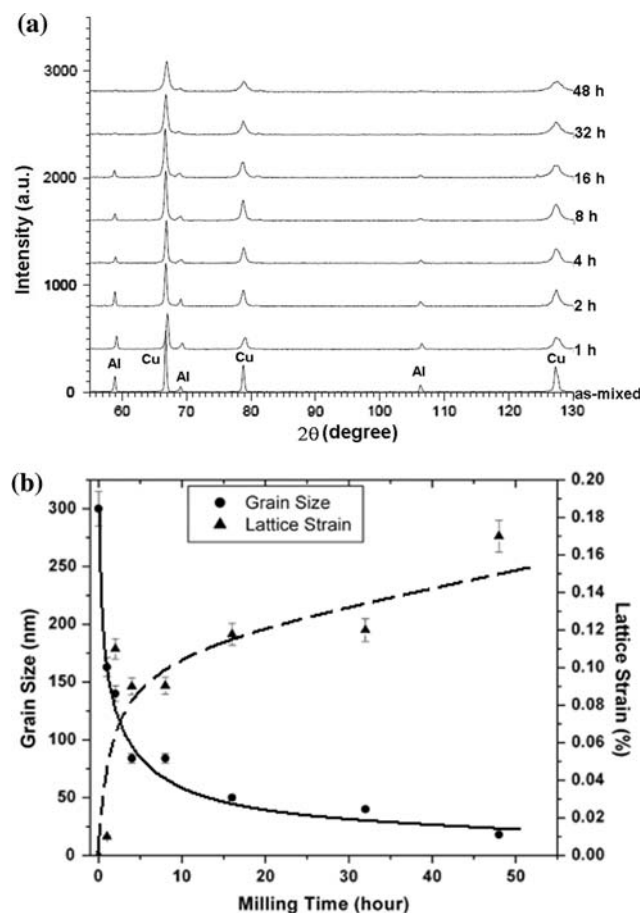 (a)
3000
2000
1000
0
Intensity (a.u.)
48 h
32 h
16 h
8 h
4 h
2 h
1 h
as-mixed
Al
Cu
Al
Cu
Al
Cu
60
70
80
90
100
110
120
130
2θ (degree)
(b)
Grain Size
Lattice Strain
300
250
200
150
100
50
0
Grain Size (nm)
0.20
0.18
0.16
0.14
0.12
0.10
0.08
0.06
0.04
0.02
0.00
Lattice Strain (%)
0
10
20
30
40
50
Milling Time (hour)